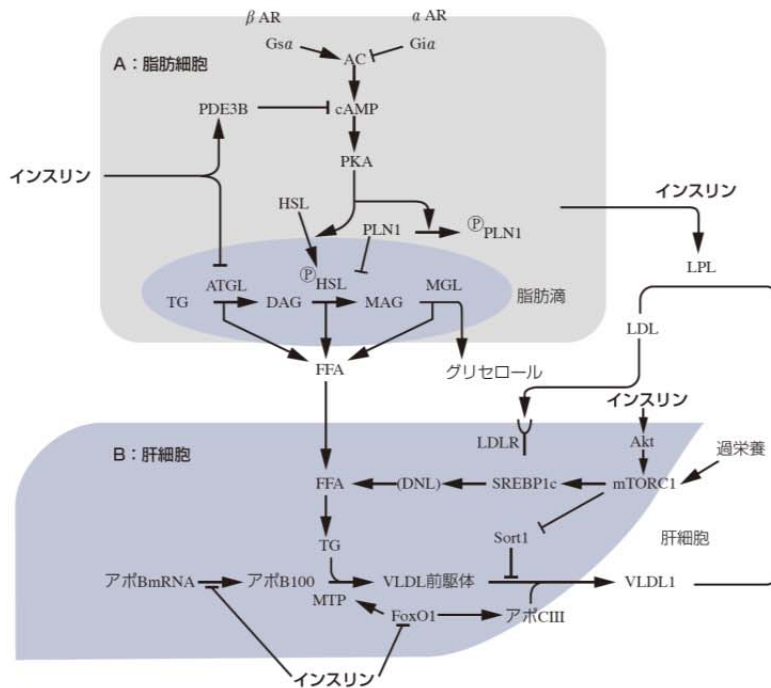 β AR
α AR
Gsα
Giα
AC
A：脂肪細胞
PDE3B
cAMP
インスリン
PKA
インスリン
HSL
PLN1
Ⓟ PLN1
LPL
Ⓟ HSL
ATGL
MGL
脂肪滴
TG
DAG
MAG
LDL
FFA
グリセロール
インスリン
LDLR
Akt
B：肝細胞
過栄養
FFA
(DNL)
SREBP1c
mTORC1
TG
Sort1
肝細胞
アポBmRNA
アポB100
VLDL前駆体
VLDL1
MTP
FoxO1
アポCIII
インスリン